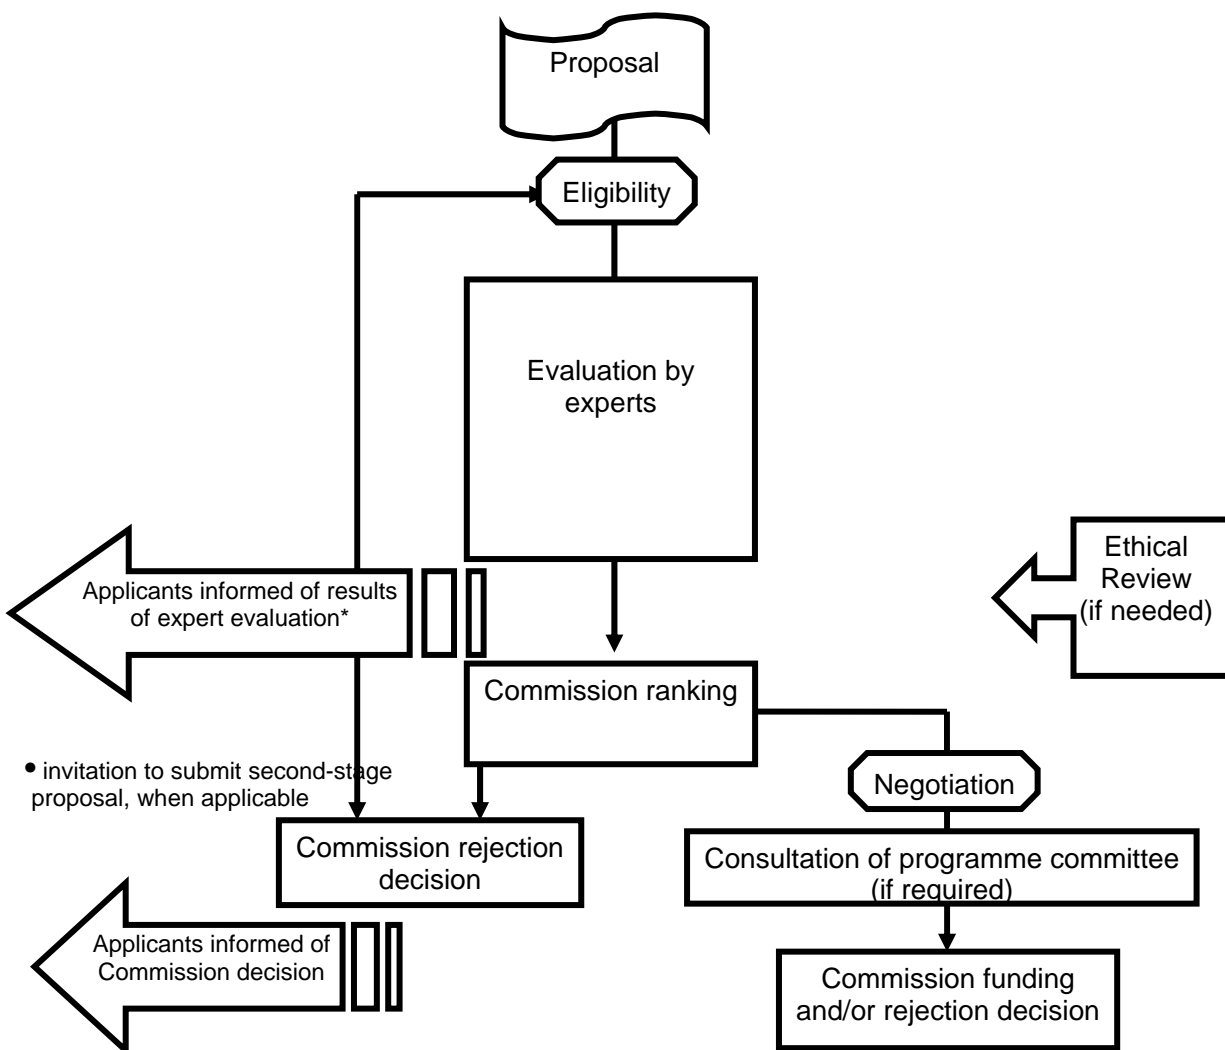 Proposal
Eligibility
Evaluation by
experts
Applicants informed of results
of expert evaluation*
Ethical
Review
(if needed)
Commission ranking
• invitation to submit second-stage
proposal, when applicable
Negotiation
Commission rejection
decision
Consultation of programme committee
(if required)
Applicants informed of
Commission decision
Commission funding
and/or rejection decision